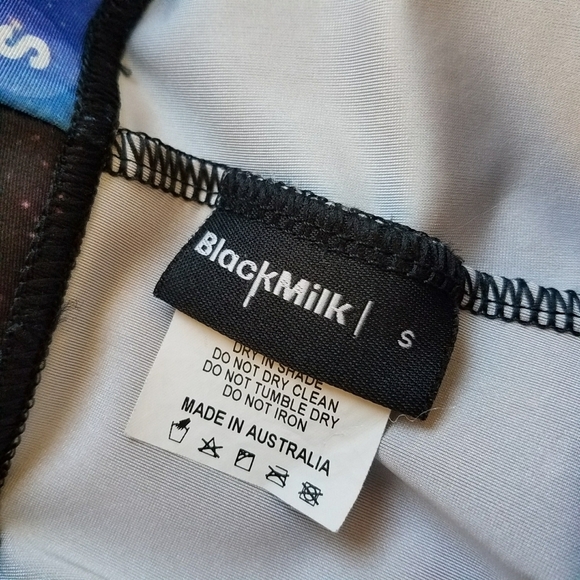 S
BlackMilk
S
DRY IN SHADE
DO NOT DRY CLEAN
DO NOT TUMBLE DRY
DO NOT IRON
MADE IN AUSTRALIA